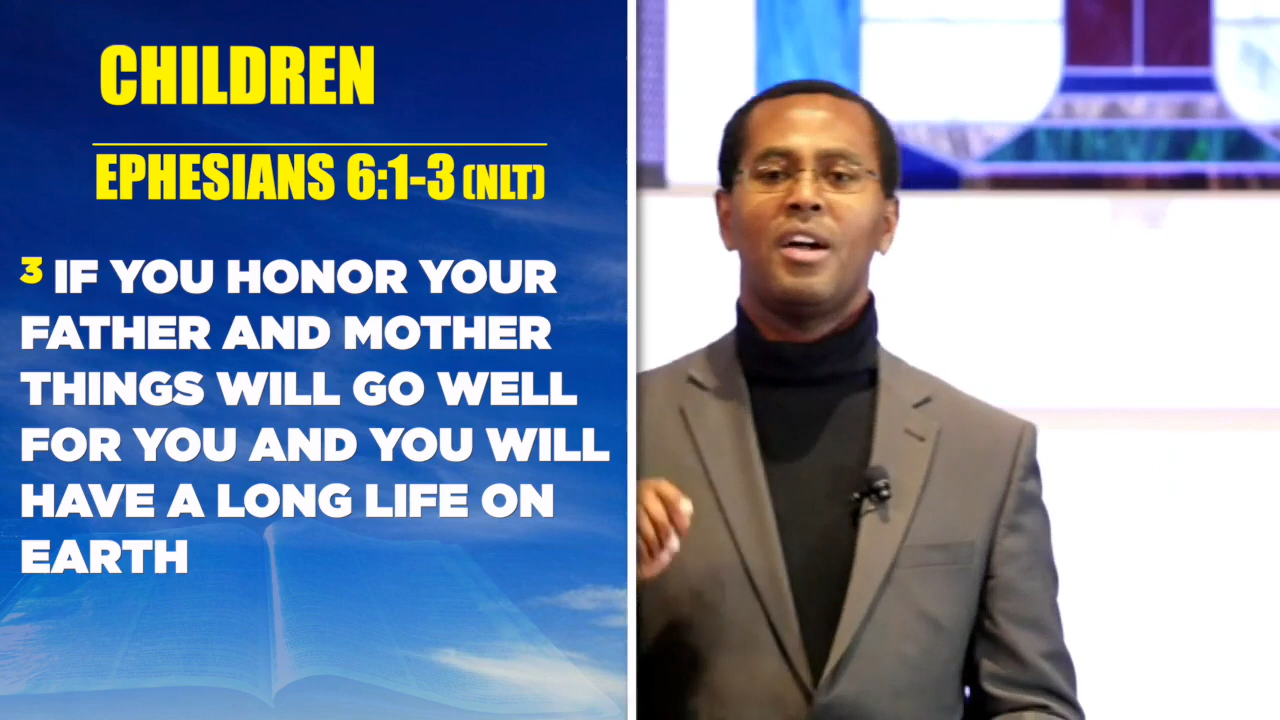 CHILDREN
EPHESIANS 6:1-3 (NLT)
3 IF YOU HONOR YOUR
FATHER AND MOTHER
THINGS WILL GO WELL
FOR YOU AND YOU WILL
HAVE A LONG LIFE ON
EARTH